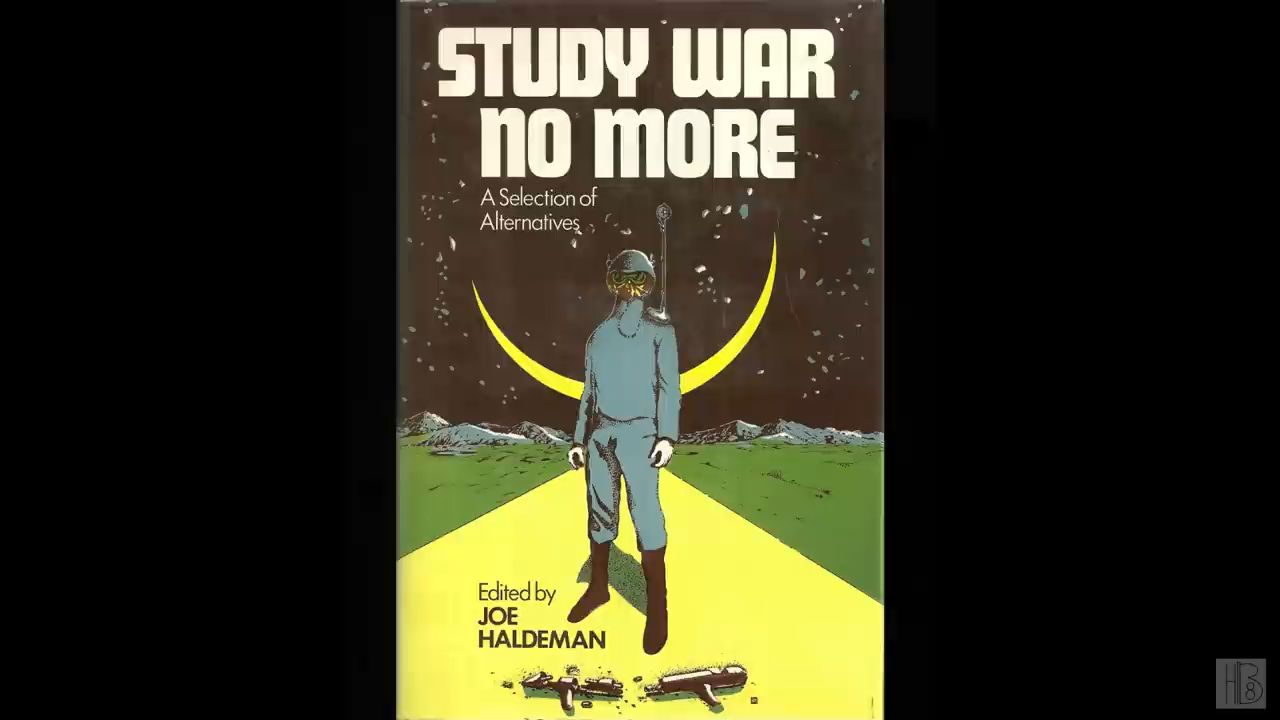 STUDY WAR
NO MORE
A Selection of
Alternatives
Edited by
JOE
HALDEMAN